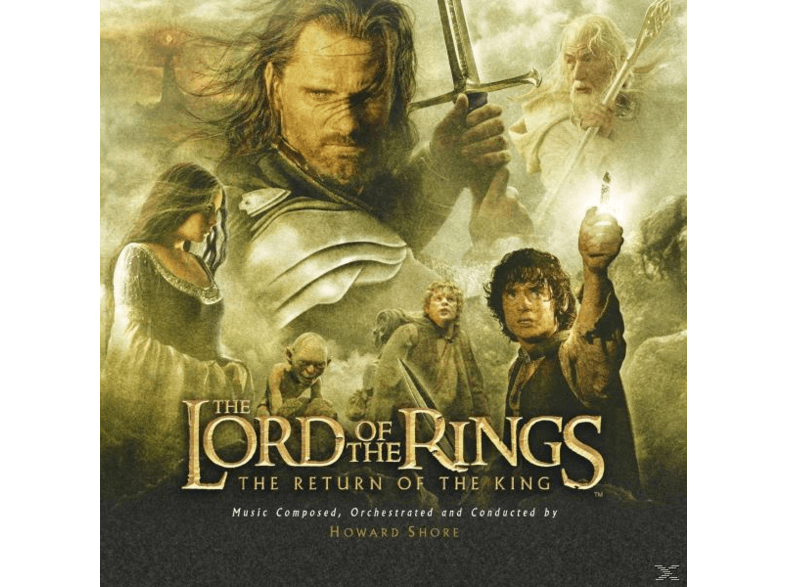 THE
LORD OF THE RINGS
THE RETURN OF THE KING
™
Music Composed, Orchestrated and Conducted by
HOWARD SHORE